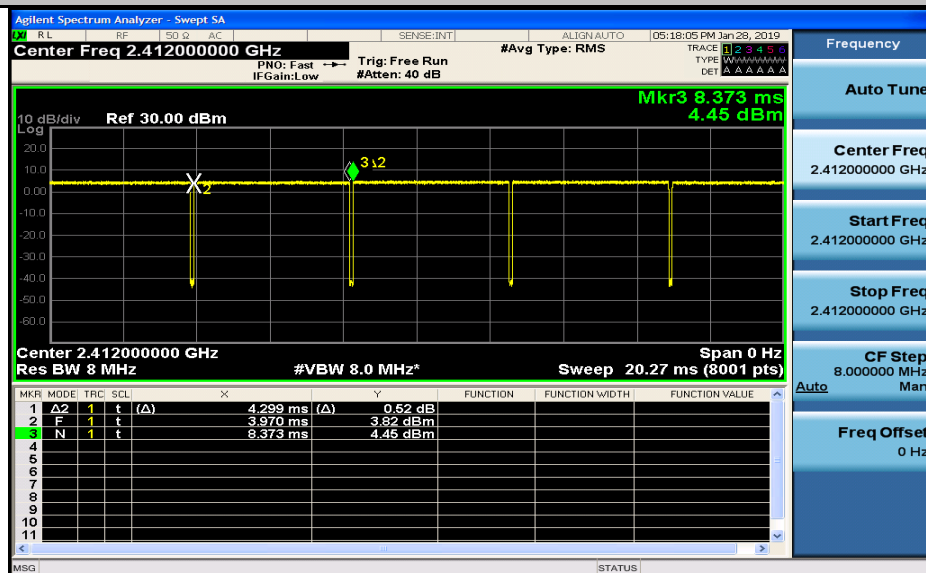 Agilent Spectrum Analyzer - Swept SA
LXI RL RF 50 Ω AC SENSE:INT ALIGN AUTO 05:18:05 PM Jan 28, 2019
Center Freq 2.412000000 GHz #Avg Type: RMS TRACE 1 2 3 4 5 6
PNO: Fast Trig: Free Run TYPE W
IFGain:Low #Atten: 40 dB DET A A A A A A
Mkr3 8.373 ms
10 dB/div Ref 30.00 dBm 4.45 dBm
Log
20.0
10.0
0.00
-10.0
-20.0
-30.0
-40.0
-50.0
-60.0
2
3Δ2
Center 2.412000000 GHz Span 0 Hz
Res BW 8 MHz #VBW 8.0 MHz* Sweep 20.27 ms (8001 pts)
MKR MODE TRC SCL X Y FUNCTION FUNCTION WIDTH FUNCTION VALUE
1 Δ2 1 t (Δ) 4.299 ms (Δ) 0.52 dB
2 F 1 t 3.970 ms 3.82 dBm
3 N 1 t 8.373 ms 4.45 dBm
4
5
6
7
8
9
10
11
MSG STATUS
Frequency
Auto Tune
Center Freq
2.412000000 GHz
Start Freq
2.412000000 GHz
Stop Freq
2.412000000 GHz
CF Step
8.000000 MHz
Auto Man
Freq Offset
0 Hz